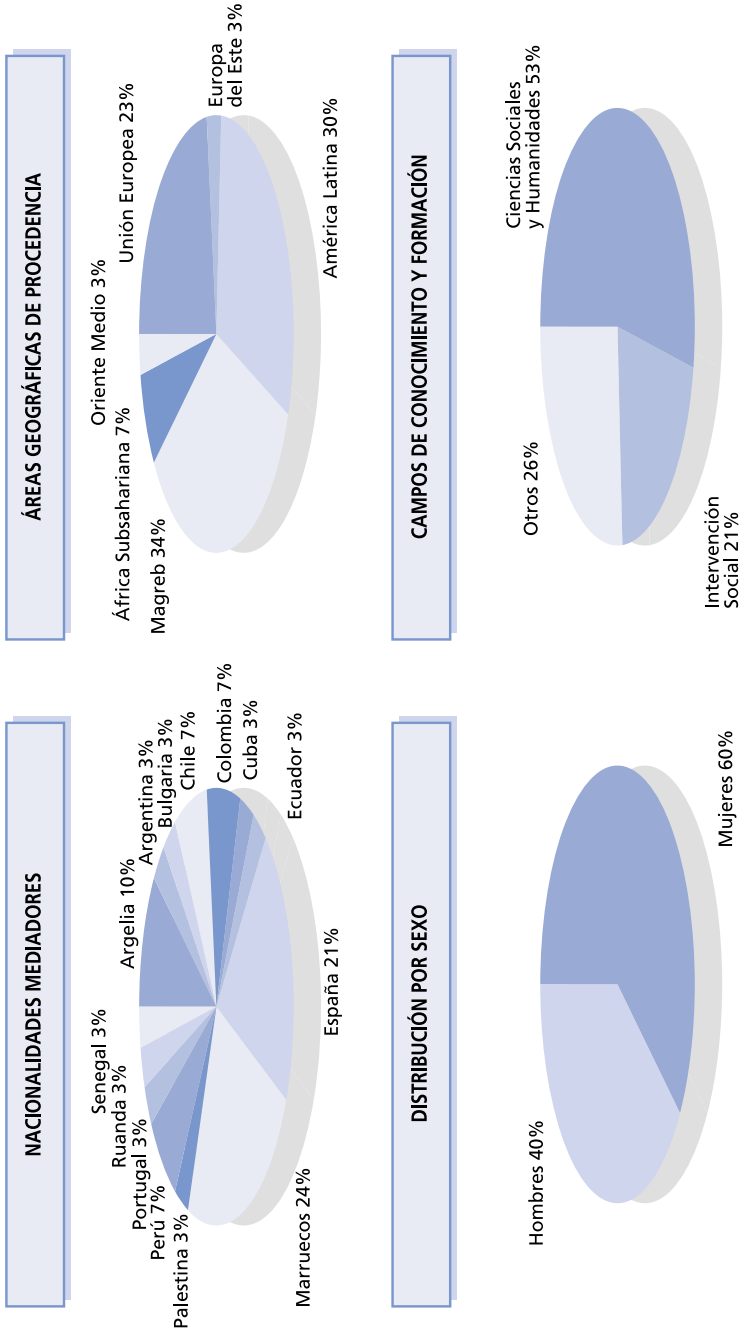 NACIONALIDADES MEDIADORES
Argelia 10%
Argentina 3%
Bulgaria 3%
Chile 7%
Colombia 7%
Cuba 3%
Ecuador 3%
España 21%
Marruecos 24%
Palestina 3%
Perú 7%
Portugal 3%
Ruanda 3%
Senegal 3%
ÁREAS GEOGRÁFICAS DE PROCEDENCIA
Unión Europea 23%
Europa
del Este 3%
América Latina 30%
Magreb 34%
África Subsahariana 7%
Oriente Medio 3%
DISTRIBUCIÓN POR SEXO
Mujeres 60%
Hombres 40%
CAMPOS DE CONOCIMIENTO Y FORMACIÓN
Ciencias Sociales
y Humanidades 53%
Intervención
Social 21%
Otros 26%